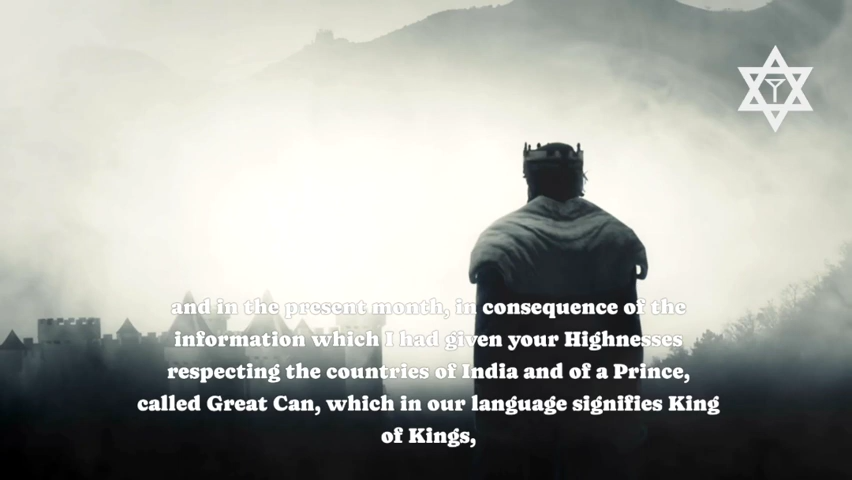 and in the present month, in consequence of the
information which I had given your Highnesses
respecting the countries of India and of a Prince,
called Great Can, which in our language signifies King
of Kings,